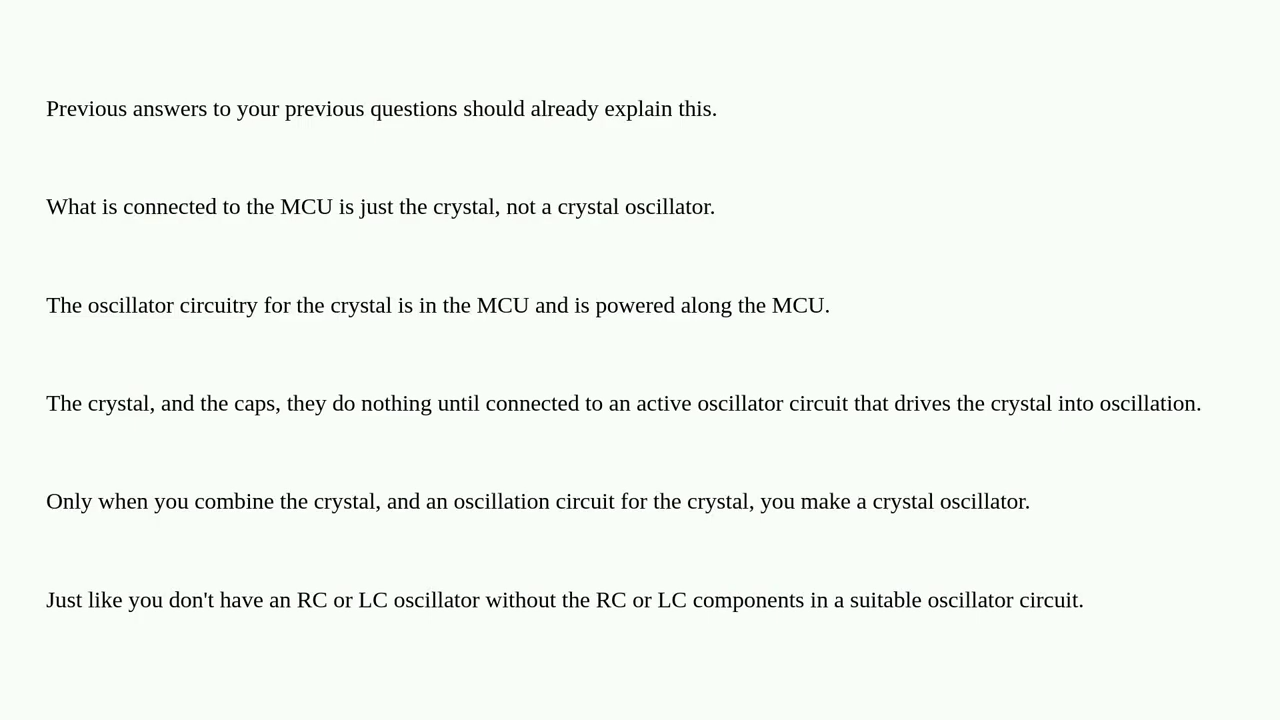 Previous answers to your previous questions should already explain this.
What is connected to the MCU is just the crystal, not a crystal oscillator.
The oscillator circuitry for the crystal is in the MCU and is powered along the MCU.
The crystal, and the caps, they do nothing until connected to an active oscillator circuit that drives the crystal into oscillation.
Only when you combine the crystal, and an oscillation circuit for the crystal, you make a crystal oscillator.
Just like you don't have an RC or LC oscillator without the RC or LC components in a suitable oscillator circuit.